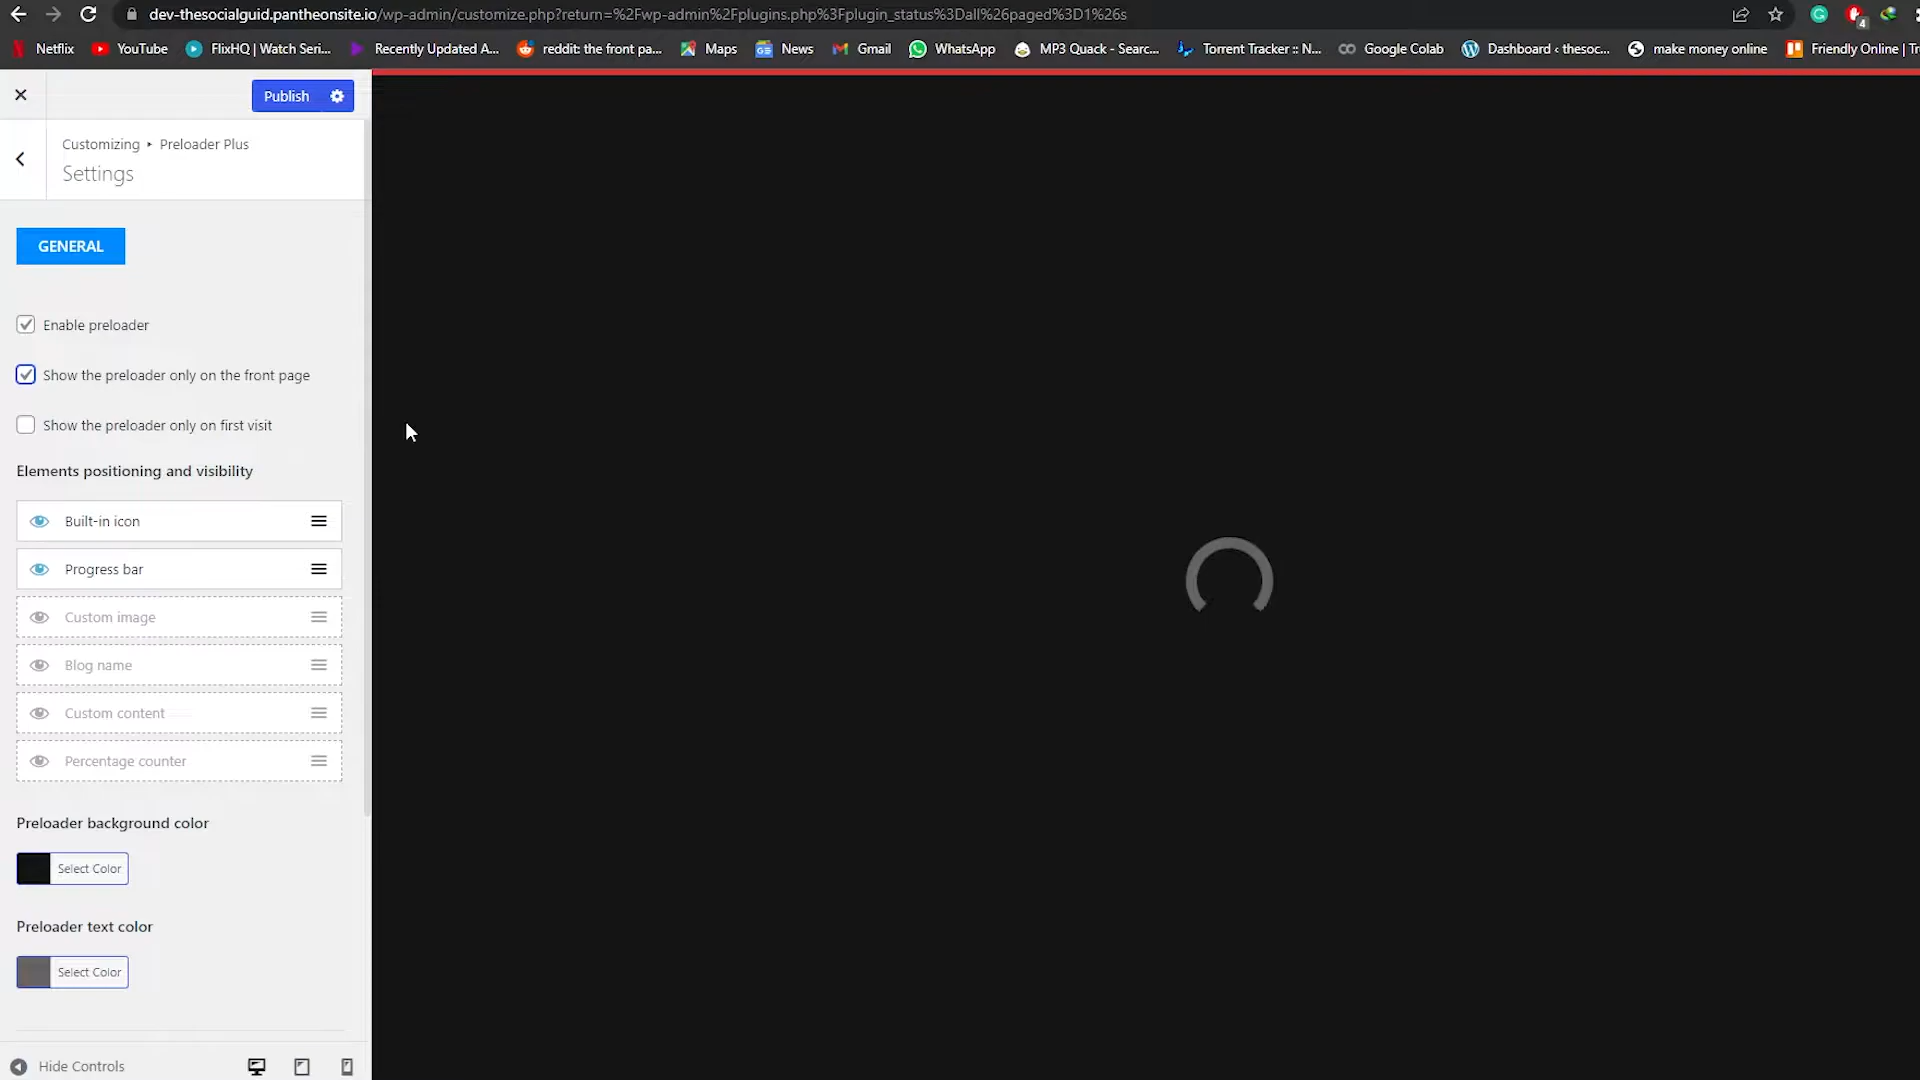 dev-thesocialguid.pantheonsite.io/wp-admin/customize.php?return=%2Fwp-admin%2Fplugins.php%3Fplugin_status%3Dall%26paged%3D1%26s
4
Netflix YouTube FlixHQ | Watch Seri... Recently Updated A... reddit: the front pa... Maps News Gmail WhatsApp MP3 Quack - Searc... Torrent Tracker :: N... Google Colab Dashboard ‹ thesoc... make money online Friendly Online | Tr
Publish
Customizing ▸ Preloader Plus
Settings
GENERAL
Enable preloader
Show the preloader only on the front page
Show the preloader only on first visit
Elements positioning and visibility
Built-in icon
Progress bar
Custom image
Blog name
Custom content
Percentage counter
Preloader background color
Select Color
Preloader text color
Select Color
Hide Controls